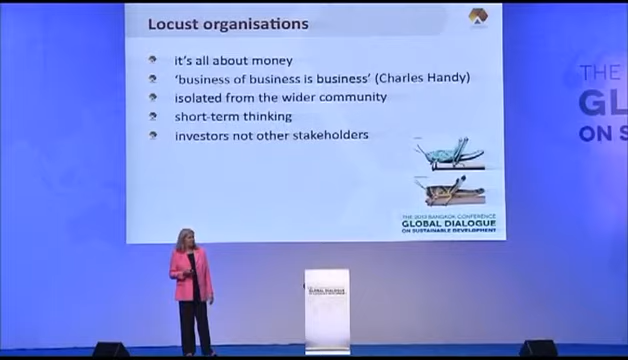 Locust organisations
it's all about money
'business of business is business' (Charles Handy)
isolated from the wider community
short-term thinking
investors not other stakeholders
THE 2012 BANGKOK CONFERENCE
GLOBAL DIALOGUE
ON SUSTAINABLE DEVELOPMENT
THE
GL
ON S
GLOBAL DIALOGUE